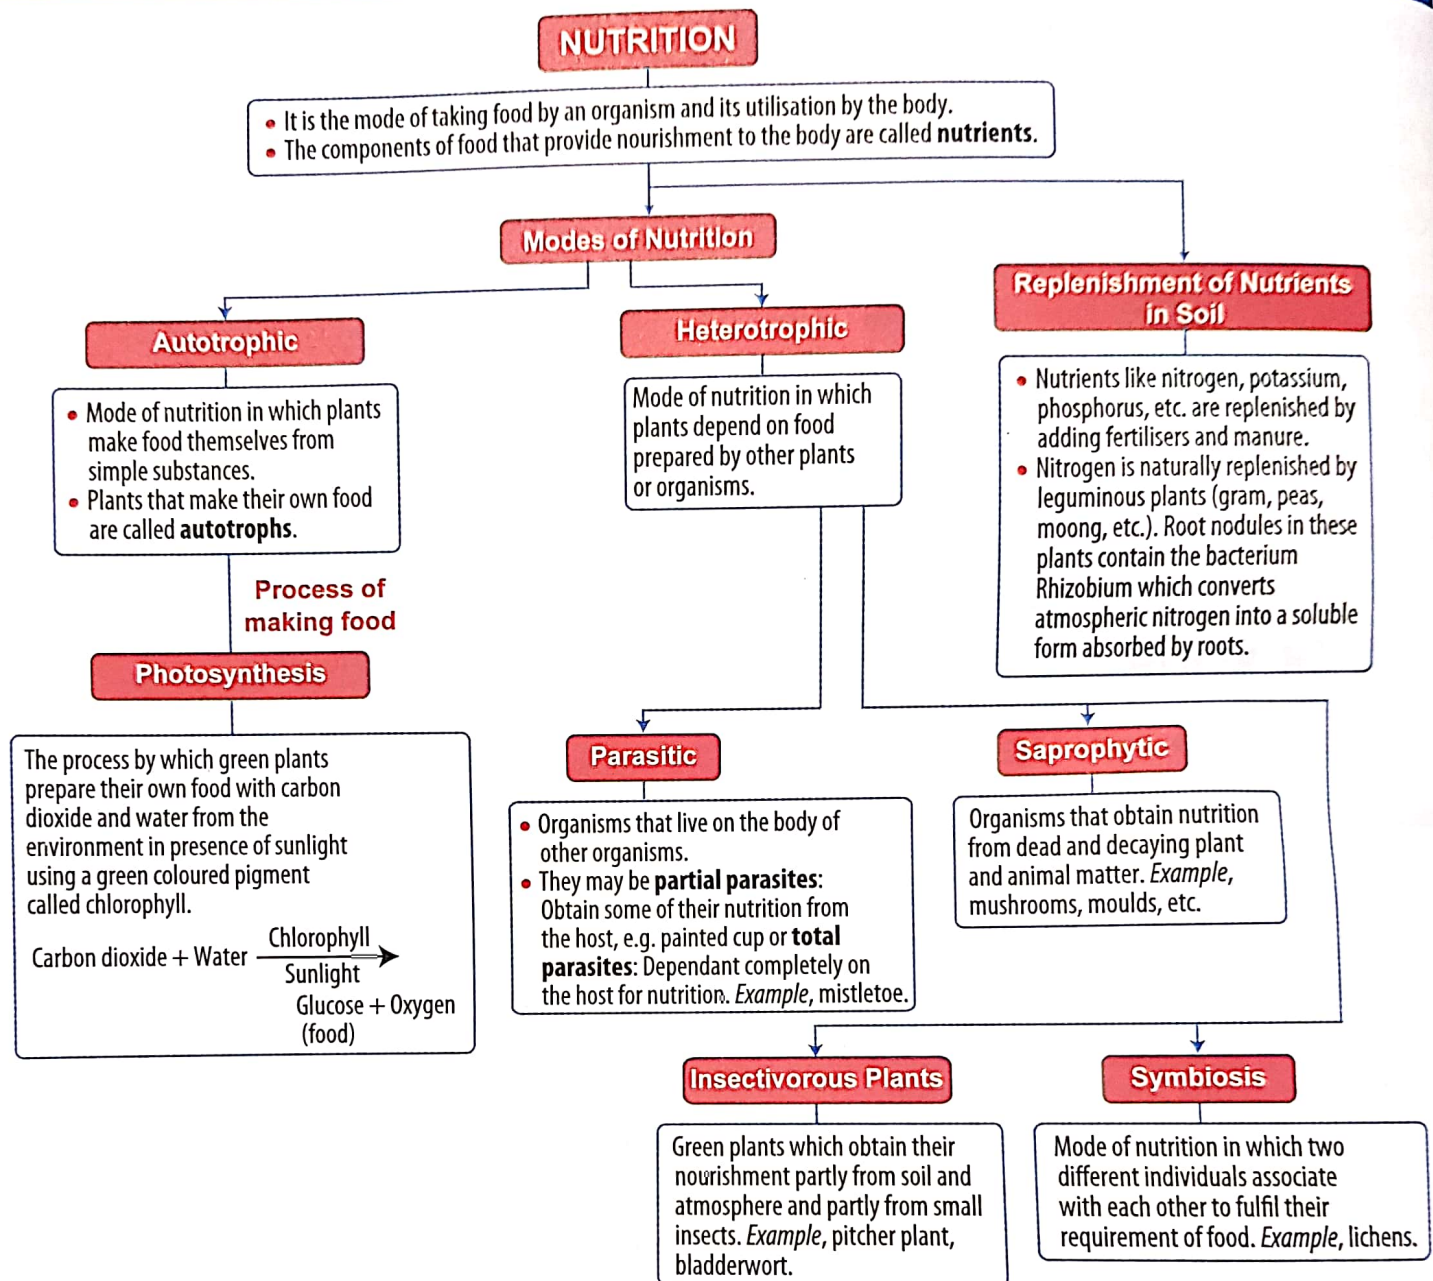 NUTRITION
• It is the mode of taking food by an organism and its utilisation by the body.
• The components of food that provide nourishment to the body are called nutrients.
Modes of Nutrition
Autotrophic
• Mode of nutrition in which plants
make food themselves from
simple substances.
• Plants that make their own food
are called autotrophs.
Process of
making food
Photosynthesis
The process by which green plants
prepare their own food with carbon
dioxide and water from the
environment in presence of sunlight
using a green coloured pigment
called chlorophyll.
Carbon dioxide + Water
Chlorophyll
Sunlight
Glucose + Oxygen
(food)
Heterotrophic
Mode of nutrition in which
plants depend on food
prepared by other plants
or organisms.
Replenishment of Nutrients
in Soil
• Nutrients like nitrogen, potassium,
phosphorus, etc. are replenished by
adding fertilisers and manure.
• Nitrogen is naturally replenished by
leguminous plants (gram, peas,
moong, etc.). Root nodules in these
plants contain the bacterium
Rhizobium which converts
atmospheric nitrogen into a soluble
form absorbed by roots.
Parasitic
• Organisms that live on the body of
other organisms.
• They may be partial parasites:
Obtain some of their nutrition from
the host, e.g. painted cup or total
parasites: Dependant completely on
the host for nutrition. Example, mistletoe.
Saprophytic
Organisms that obtain nutrition
from dead and decaying plant
and animal matter. Example,
mushrooms, moulds, etc.
Insectivorous Plants
Green plants which obtain their
nourishment partly from soil and
atmosphere and partly from small
insects. Example, pitcher plant,
bladderwort.
Symbiosis
Mode of nutrition in which two
different individuals associate
with each other to fulfil their
requirement of food. Example, lichens.